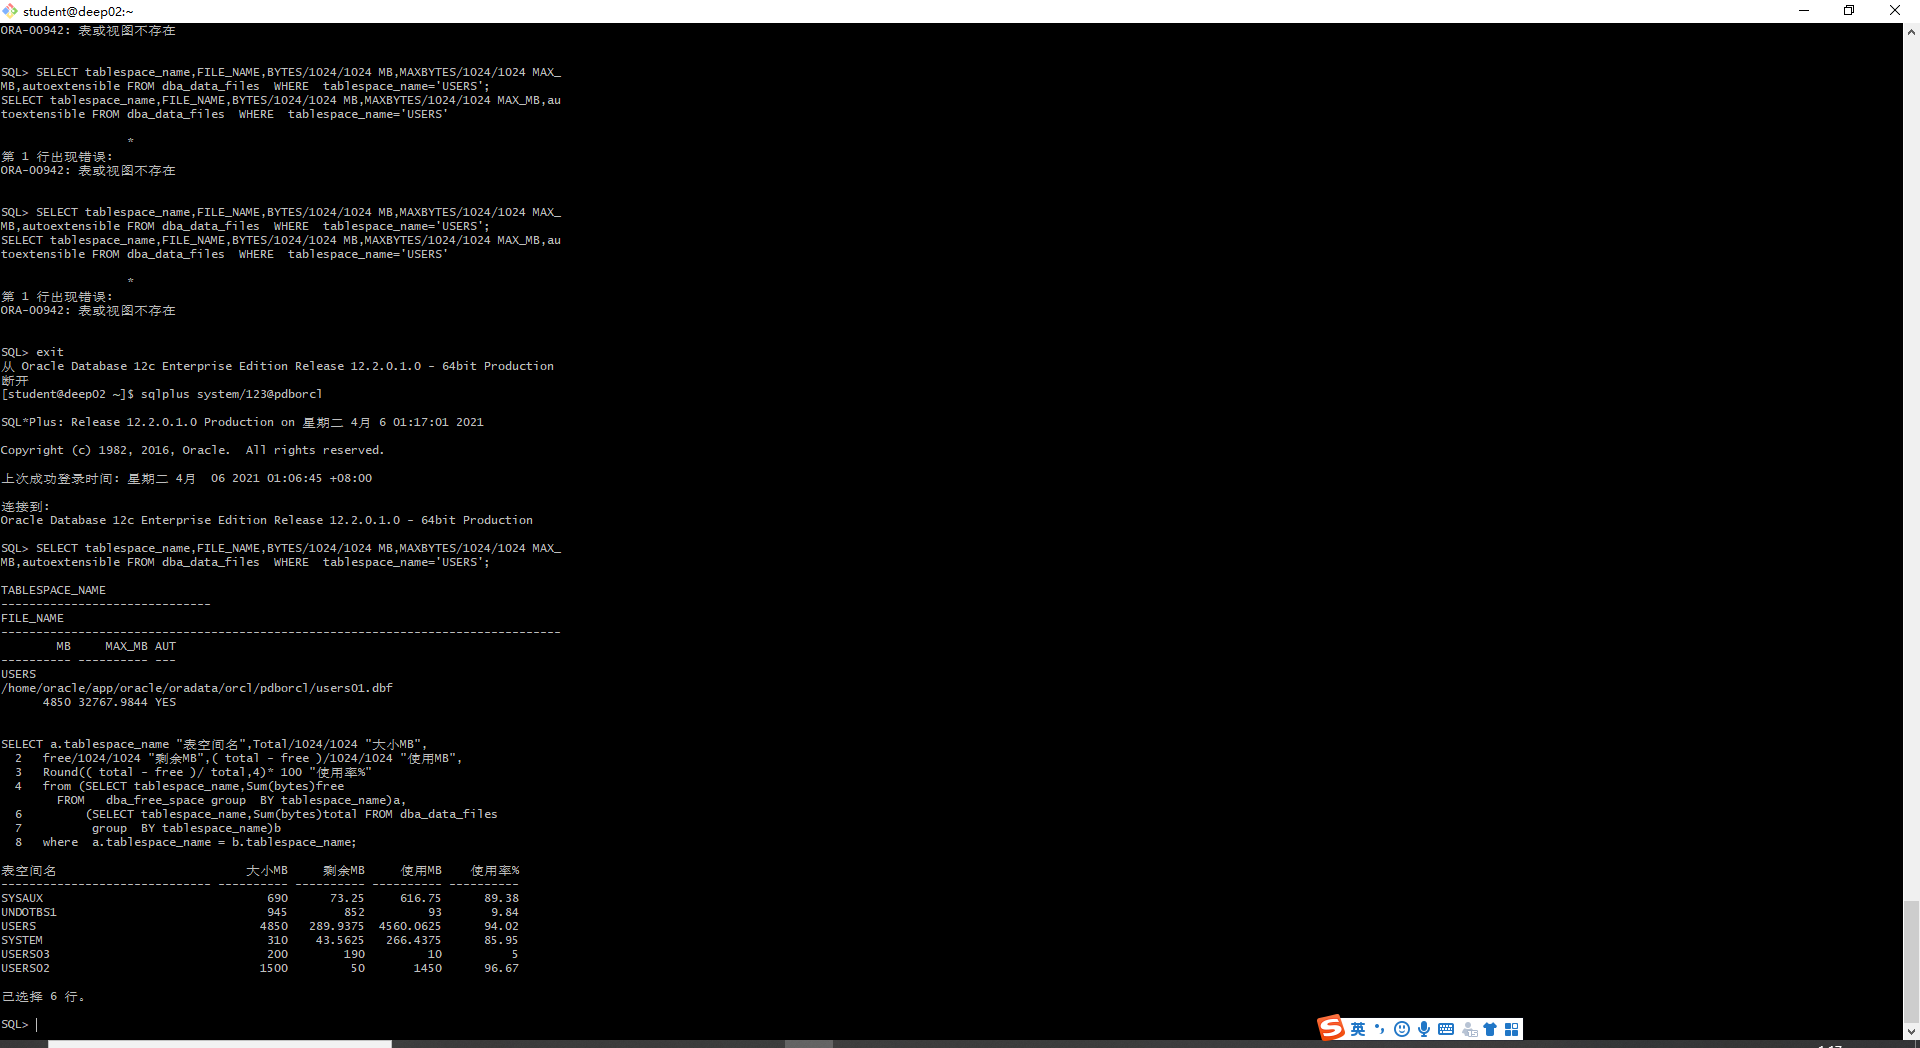 student@deep02:~
ORA-00942: 表或视图不存在
SQL> SELECT tablespace_name,FILE_NAME,BYTES/1024/1024 MB,MAXBYTES/1024/1024 MAX_
MB,autoextensible FROM dba_data_files  WHERE  tablespace_name='USERS';
SELECT tablespace_name,FILE_NAME,BYTES/1024/1024 MB,MAXBYTES/1024/1024 MAX_MB,au
toextensible FROM dba_data_files  WHERE  tablespace_name='USERS'
*
第 1 行出现错误:
ORA-00942: 表或视图不存在
SQL> SELECT tablespace_name,FILE_NAME,BYTES/1024/1024 MB,MAXBYTES/1024/1024 MAX_
MB,autoextensible FROM dba_data_files  WHERE  tablespace_name='USERS';
SELECT tablespace_name,FILE_NAME,BYTES/1024/1024 MB,MAXBYTES/1024/1024 MAX_MB,au
toextensible FROM dba_data_files  WHERE  tablespace_name='USERS'
*
第 1 行出现错误:
ORA-00942: 表或视图不存在
SQL> exit
从 Oracle Database 12c Enterprise Edition Release 12.2.0.1.0 - 64bit Production
断开
[student@deep02 ~]$ sqlplus system/123@pdborcl
SQL*Plus: Release 12.2.0.1.0 Production on 星期二 4月 6 01:17:01 2021
Copyright (c) 1982, 2016, Oracle.  All rights reserved.
上次成功登录时间: 星期二 4月  06 2021 01:06:45 +08:00
连接到:
Oracle Database 12c Enterprise Edition Release 12.2.0.1.0 - 64bit Production
SQL> SELECT tablespace_name,FILE_NAME,BYTES/1024/1024 MB,MAXBYTES/1024/1024 MAX_
MB,autoextensible FROM dba_data_files  WHERE  tablespace_name='USERS';
TABLESPACE_NAME
------------------------------
FILE_NAME
--------------------------------------------------------------------------------
MB     MAX_MB AUT
---------- ---------- ---
USERS
/home/oracle/app/oracle/oradata/orcl/pdborcl/users01.dbf
4850 32767.9844 YES
SELECT a.tablespace_name "表空间名",Total/1024/1024 "大小MB",
2   free/1024/1024 "剩余MB",( total - free )/1024/1024 "使用MB",
3   Round(( total - free )/ total,4)* 100 "使用率%"
4   from (SELECT tablespace_name,Sum(bytes)free
FROM   dba_free_space group  BY tablespace_name)a,
6         (SELECT tablespace_name,Sum(bytes)total FROM dba_data_files
7          group  BY tablespace_name)b
8   where  a.tablespace_name = b.tablespace_name;
表空间名 大小MB 剩余MB 使用MB 使用率%
------------------------------ ---------- ---------- ---------- ----------
SYSAUX 690 73.25 616.75 89.38
UNDOTBS1 945 852 93 9.84
USERS 4850 289.9375 4560.0625 94.02
SYSTEM 310 43.5625 266.4375 85.95
USERS03 200 190 10 5
USERS02 1500 50 1450 96.67
已选择 6 行。
SQL>
英